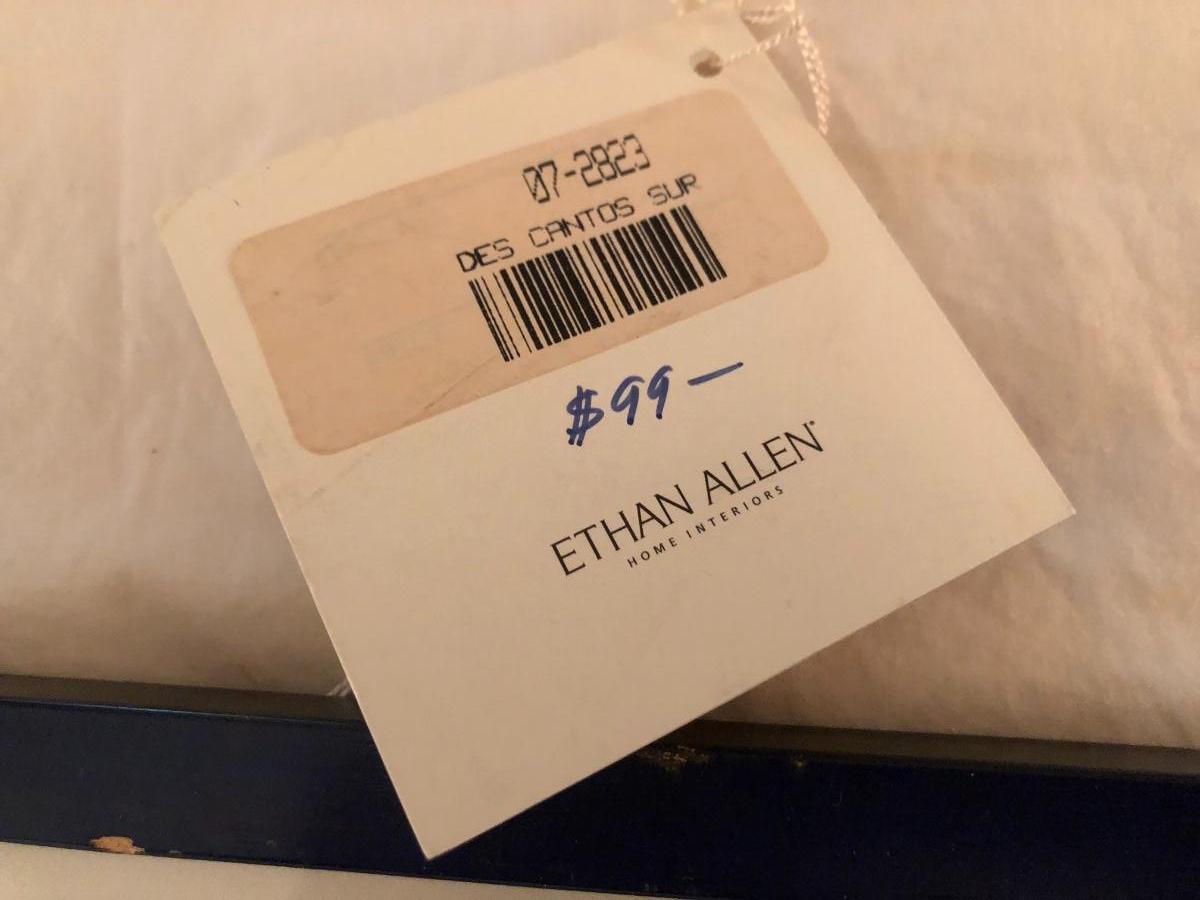 07-2823
DES CANTOS SUR
$99—
ETHAN ALLEN®
HOME INTERIORS